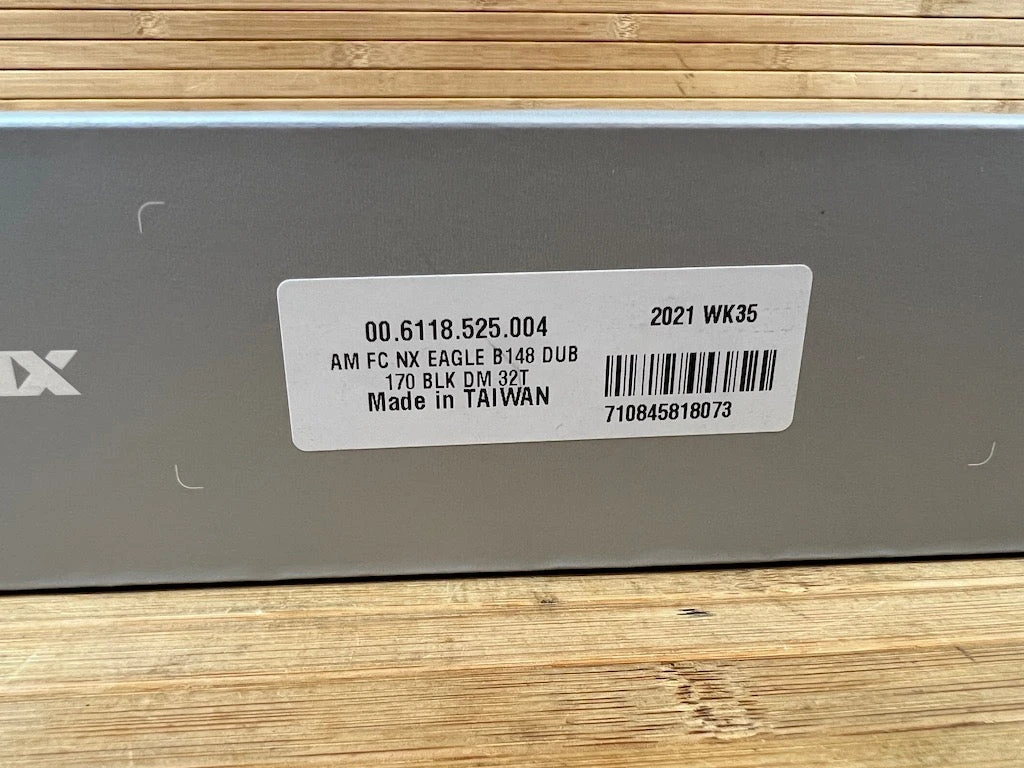 00.6118.525.004
AM FC NX EAGLE B148 DUB
170 BLK DM 32T
Made in TAIWAN
2021 WK35
710845818073